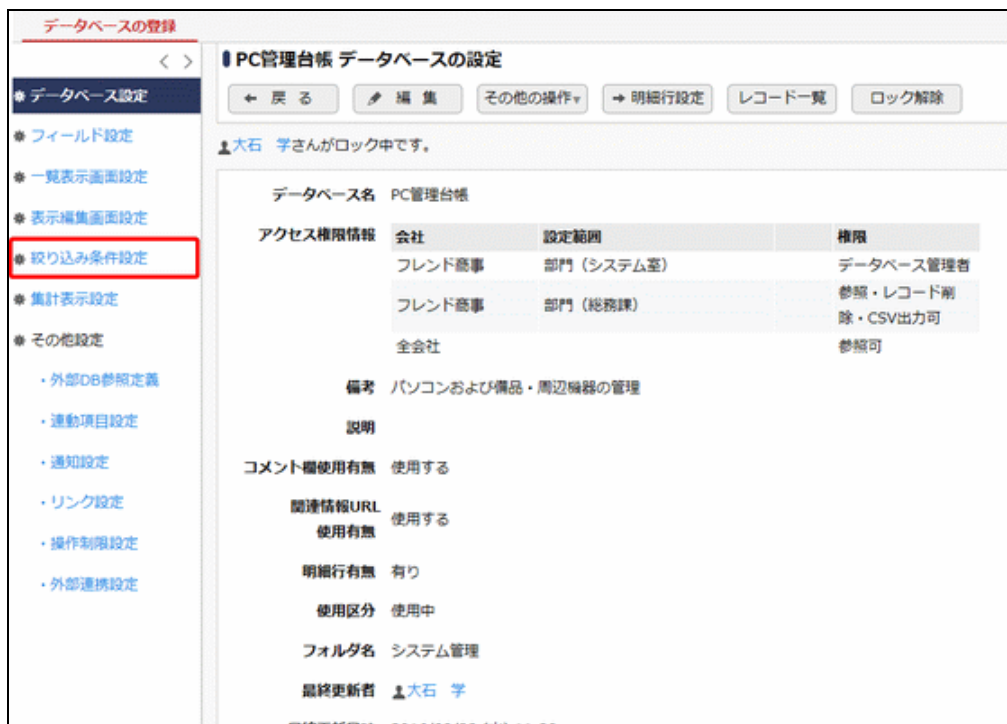 データベースの登録
< >
データベース設定
フィールド設定
一覧表示画面設定
表示編集画面設定
絞り込み条件設定
集計表示設定
その他設定
・外部DB参照定義
・連動項目設定
・通知設定
・リンク設定
・操作制限設定
・外部連携設定
PC管理台帳 データベースの設定
← 戻 る 編 集 その他の操作▼ → 明細行設定 レコード一覧 ロック解除
大石 学さんがロック中です。
データベース名 PC管理台帳
アクセス権限情報 会社 設定範囲 権限
フレンド商事 部門（システム室） データベース管理者
フレンド商事 部門（総務課） 参照・レコード削
除・CSV出力可
全会社 参照可
備考 パソコンおよび備品・周辺機器の管理
説明
コメント欄使用有無 使用する
関連情報URL
使用有無 使用する
明細行有無 有り
使用区分 使用中
フォルダ名 システム管理
最終更新者 大石 学